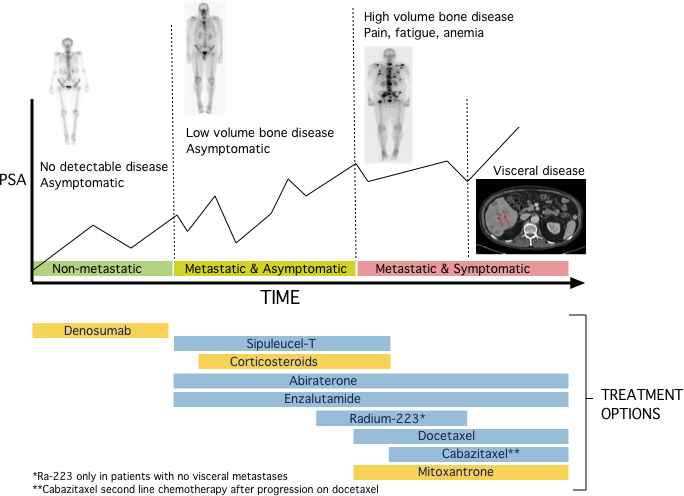 High volume bone disease
Pain, fatigue, anemia
Low volume bone disease
Asymptomatic
No detectable disease
Asymptomatic
PSA
Visceral disease
Non-metastatic
Metastatic & Asymptomatic
Metastatic & Symptomatic
TIME
Denosumab
Sipuleucel-T
Corticosteroids
Abiraterone
Enzalutamide
Radium-223*
Docetaxel
Cabazitaxel**
Mitoxantrone
TREATMENT
OPTIONS
*Ra-223 only in patients with no visceral metastases
**Cabazitaxel second line chemotherapy after progression on docetaxel